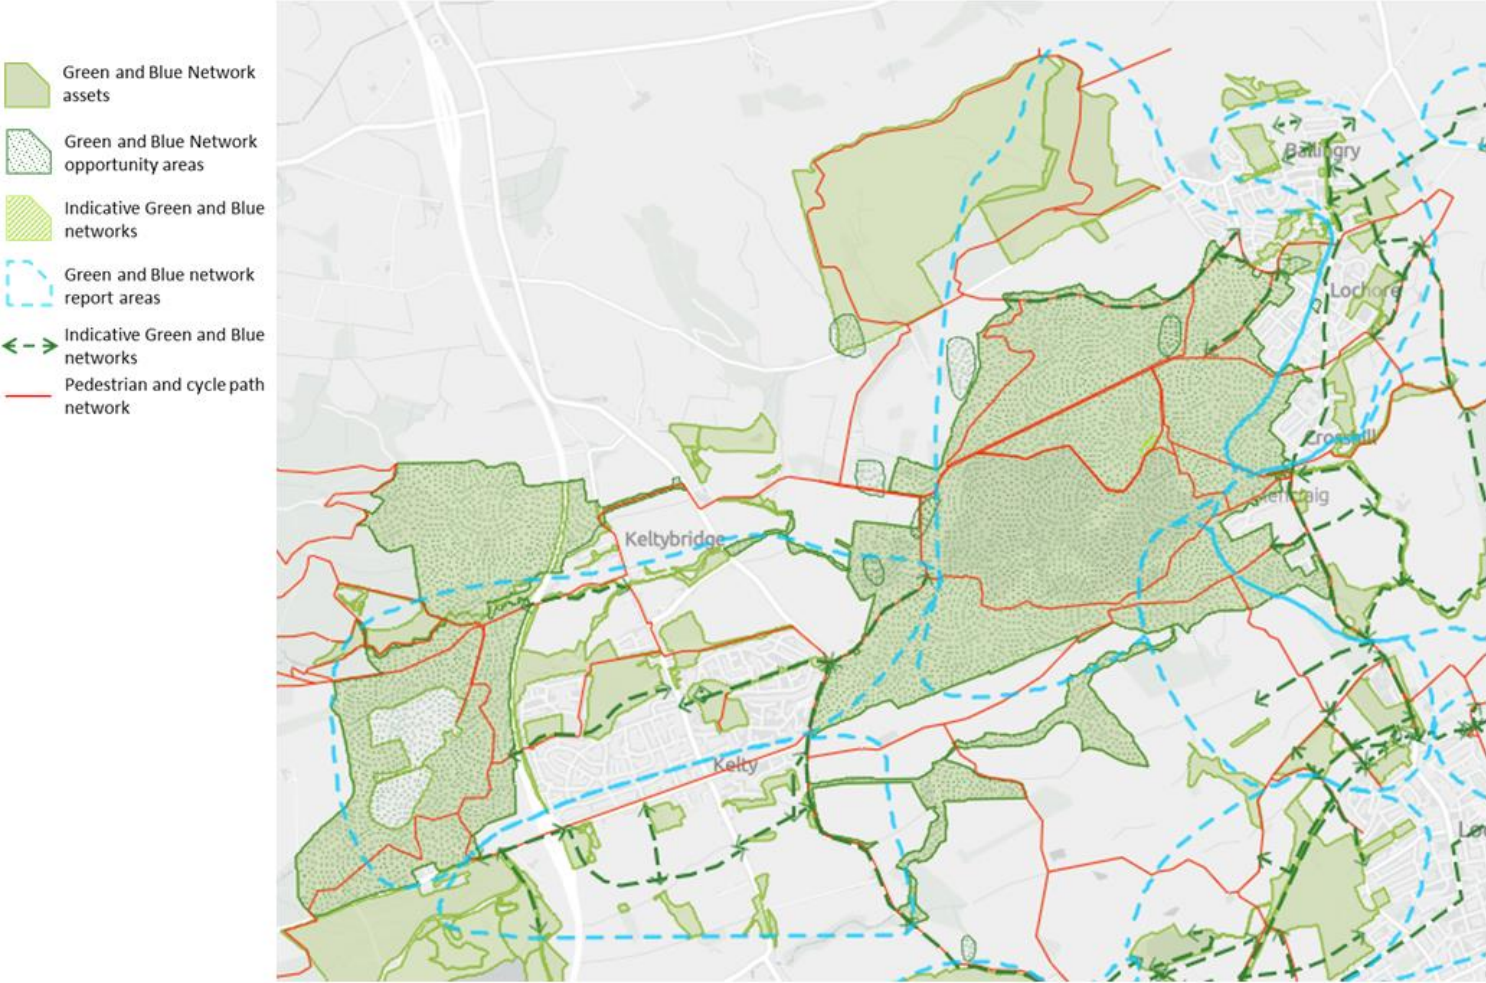 Green and Blue Network
assets
Green and Blue Network
opportunity areas
Indicative Green and Blue
networks
Green and Blue network
report areas
Indicative Green and Blue
networks
Pedestrian and cycle path
network
Ballingry
Lochore
Crosshill
Keltybridge
Kelty